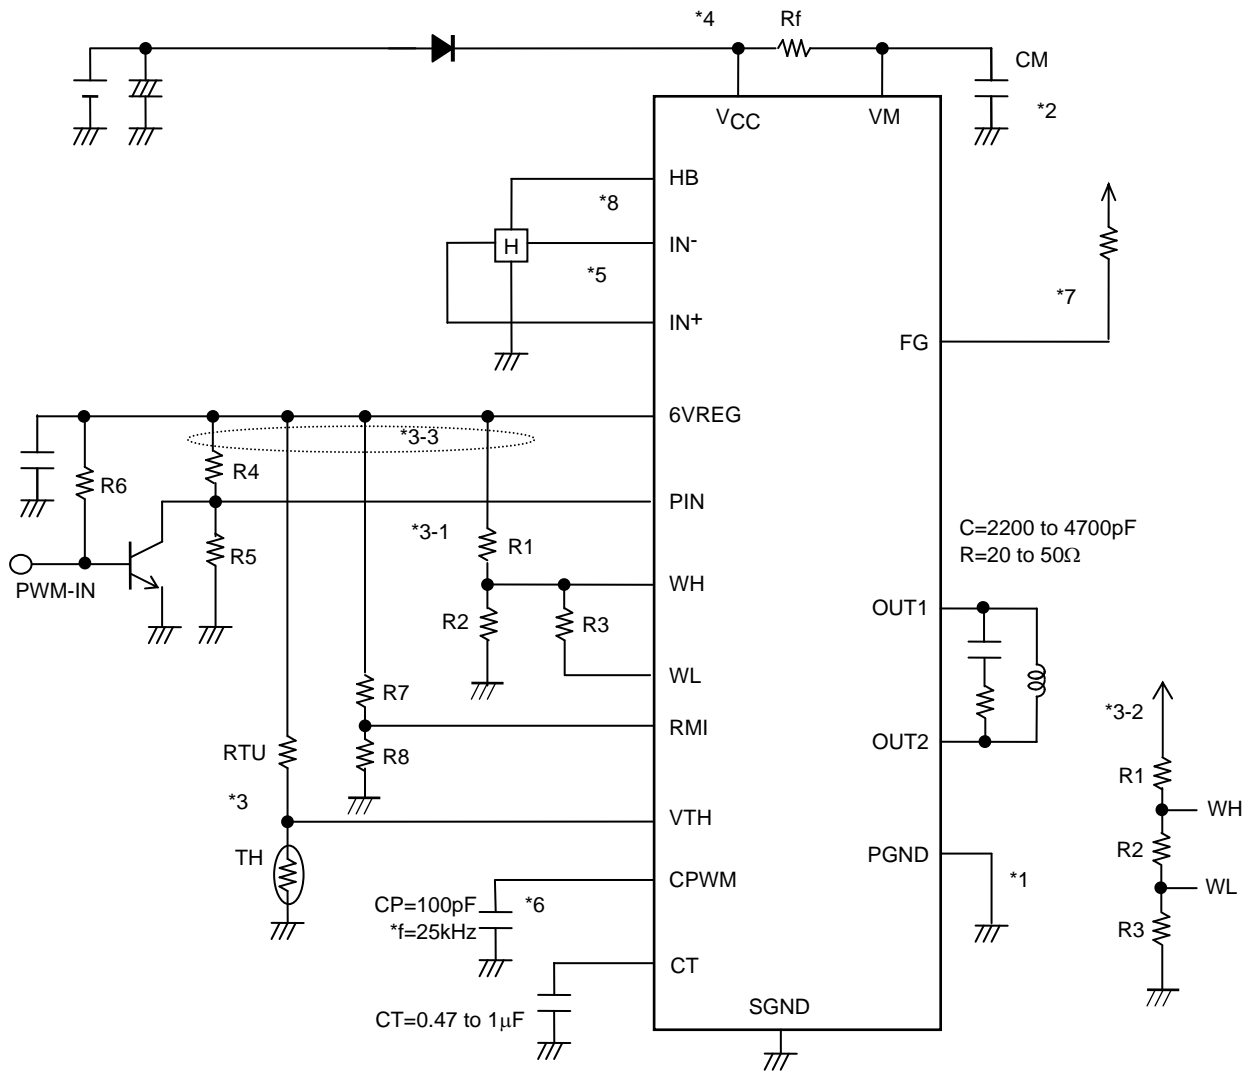 *4 Rf
CM
*2
VCC VM
HB
*8
IN-
H
*5
IN+
*7
FG
6VREG
*3-3
R4
R6
PIN
*3-1
R1
R5
PWM-IN
C=2200 to 4700pF
R=20 to 50Ω
WH
OUT1
R2 R3
WL
R7
RMI
*3-2
OUT2
RTU R8
R1
*3
WH
VTH
R2
TH
PGND
*1
WL
CPWM
CP=100pF *6
*f=25kHz
R3
CT
SGND
CT=0.47 to 1μF